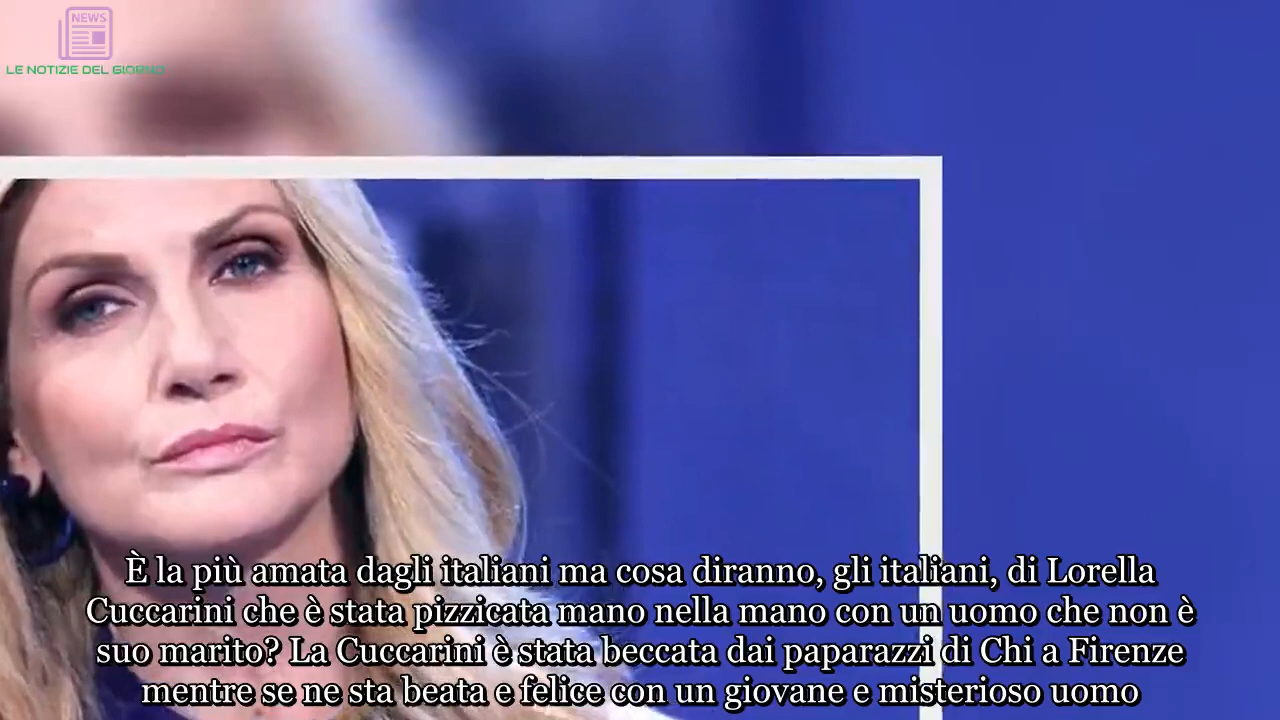 NEWS
LE NOTIZIE DEL GIORNO
È la più amata dagli italiani ma cosa diranno, gli italiani, di Lorella
Cuccarini che è stata pizzicata mano nella mano con un uomo che non è
suo marito? La Cuccarini è stata beccata dai paparazzi di Chi a Firenze
mentre se ne sta beata e felice con un giovane e misterioso uomo